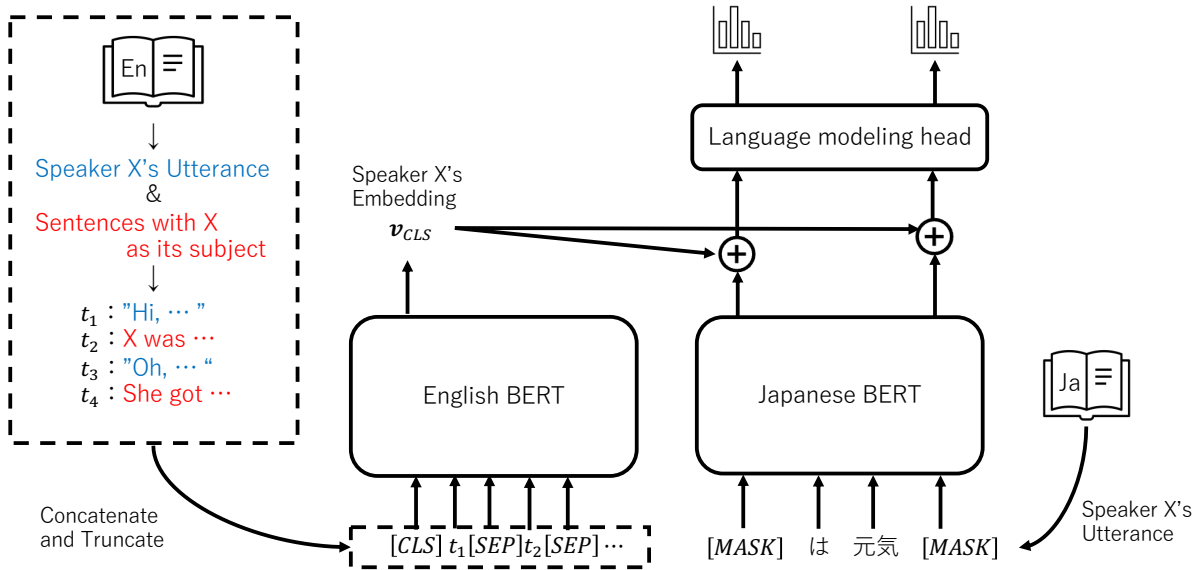 En
↓
Speaker X's Utterance
&
Sentences with X
as its subject
↓
t₁ : ”Hi, ⋯ ”
t₂ : X was ⋯
t₃ : ”Oh, ⋯ “
t₄ : She got ⋯
Concatenate
and Truncate
Speaker X's
Embedding
v_CLS
English BERT
[CLS] t₁ [SEP] t₂ [SEP] ⋯
Language modeling head
+
+
Japanese BERT
[MASK] は 元気 [MASK]
Ja
Speaker X's
Utterance